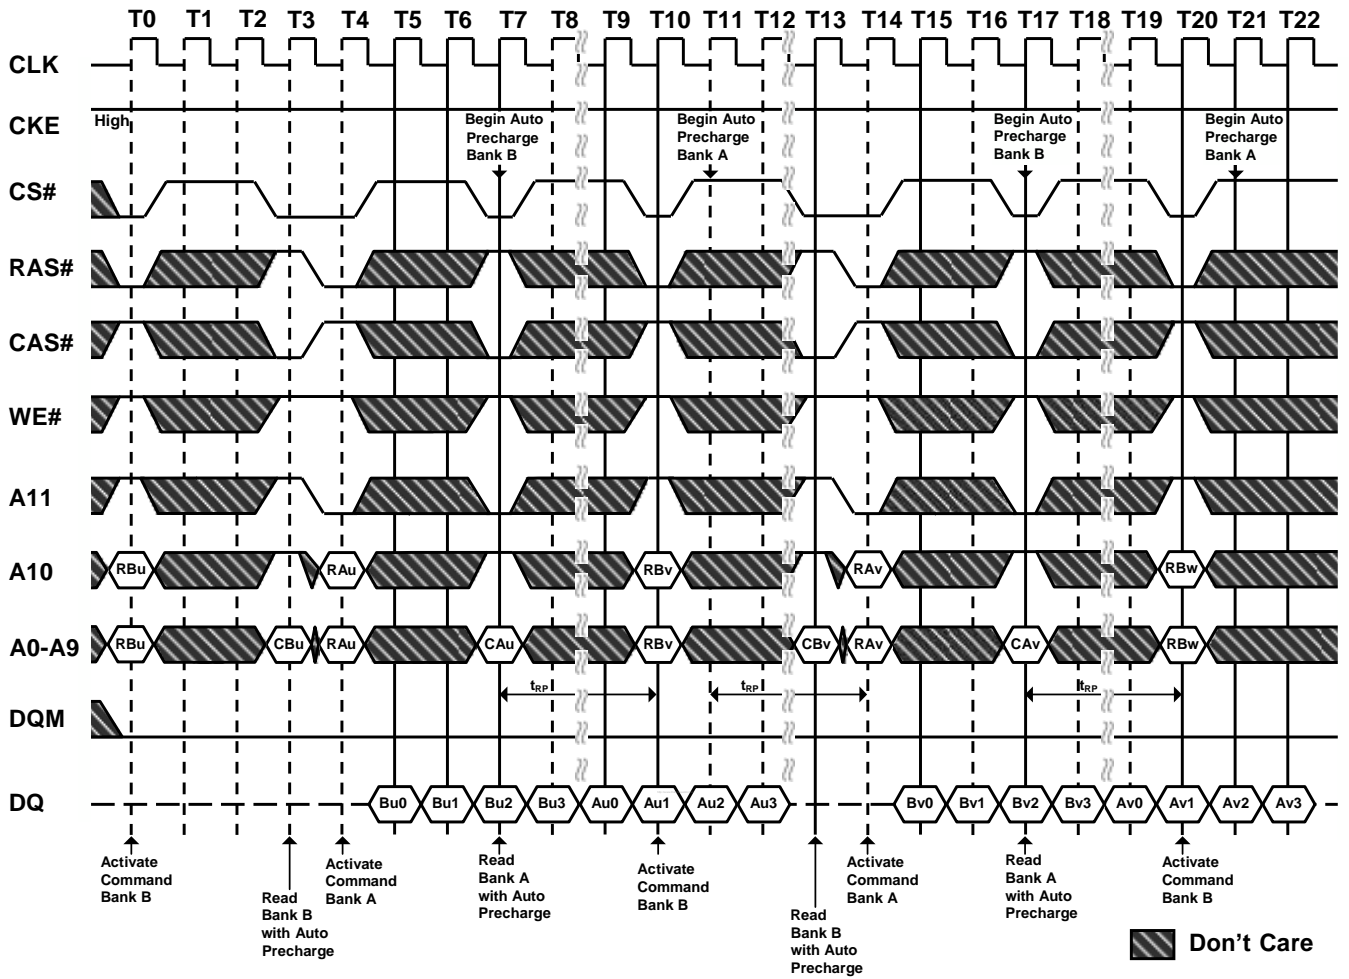 T0 T1 T2 T3 T4 T5 T6 T7 T8 T9 T10 T11 T12 T13 T14 T15 T16 T17 T18 T19 T20 T21 T22
CLK
CKE
High
Begin Auto
Precharge
Bank B
Begin Auto
Precharge
Bank A
Begin Auto
Precharge
Bank B
Begin Auto
Precharge
Bank A
CS#
RAS#
CAS#
WE#
A11
A10
RBu RAu RBv RAv RBw
A0-A9
RBu CBu RAu CAu RBv CBv RAv CAv RBw
tRP tRP tRP
DQM
DQ
Bu0 Bu1 Bu2 Bu3 Au0 Au1 Au2 Au3 Bv0 Bv1 Bv2 Bv3 Av0 Av1 Av2 Av3
Activate
Command
Bank B
Read
Bank B
with Auto
Precharge
Activate
Command
Bank A
Read
Bank A
with Auto
Precharge
Activate
Command
Bank B
Read
Bank B
with Auto
Precharge
Activate
Command
Bank A
Read
Bank A
with Auto
Precharge
Activate
Command
Bank B
Don't Care